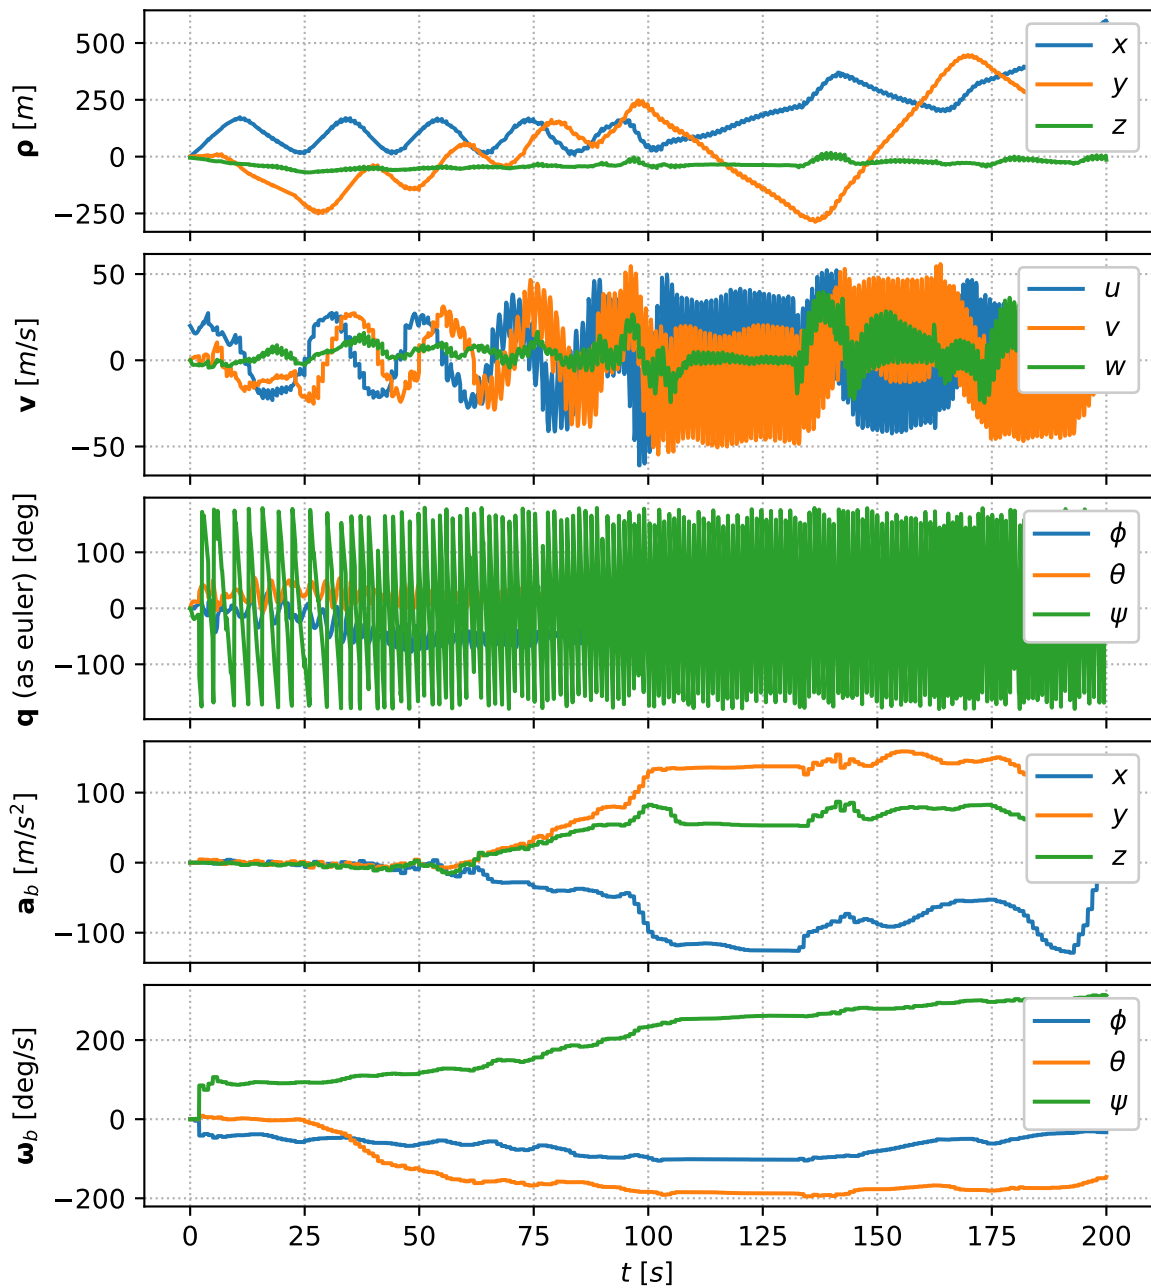 ρ [m]
500
250
0
−250
x
y
z
v [m/s]
50
0
−50
u
v
w
q (as euler) [deg]
100
0
−100
ϕ
θ
ψ
a_b [m/s²]
100
0
−100
x
y
z
ω_b [deg/s]
200
0
−200
ϕ
θ
ψ
0 25 50 75 100 125 150 175 200
t [s]